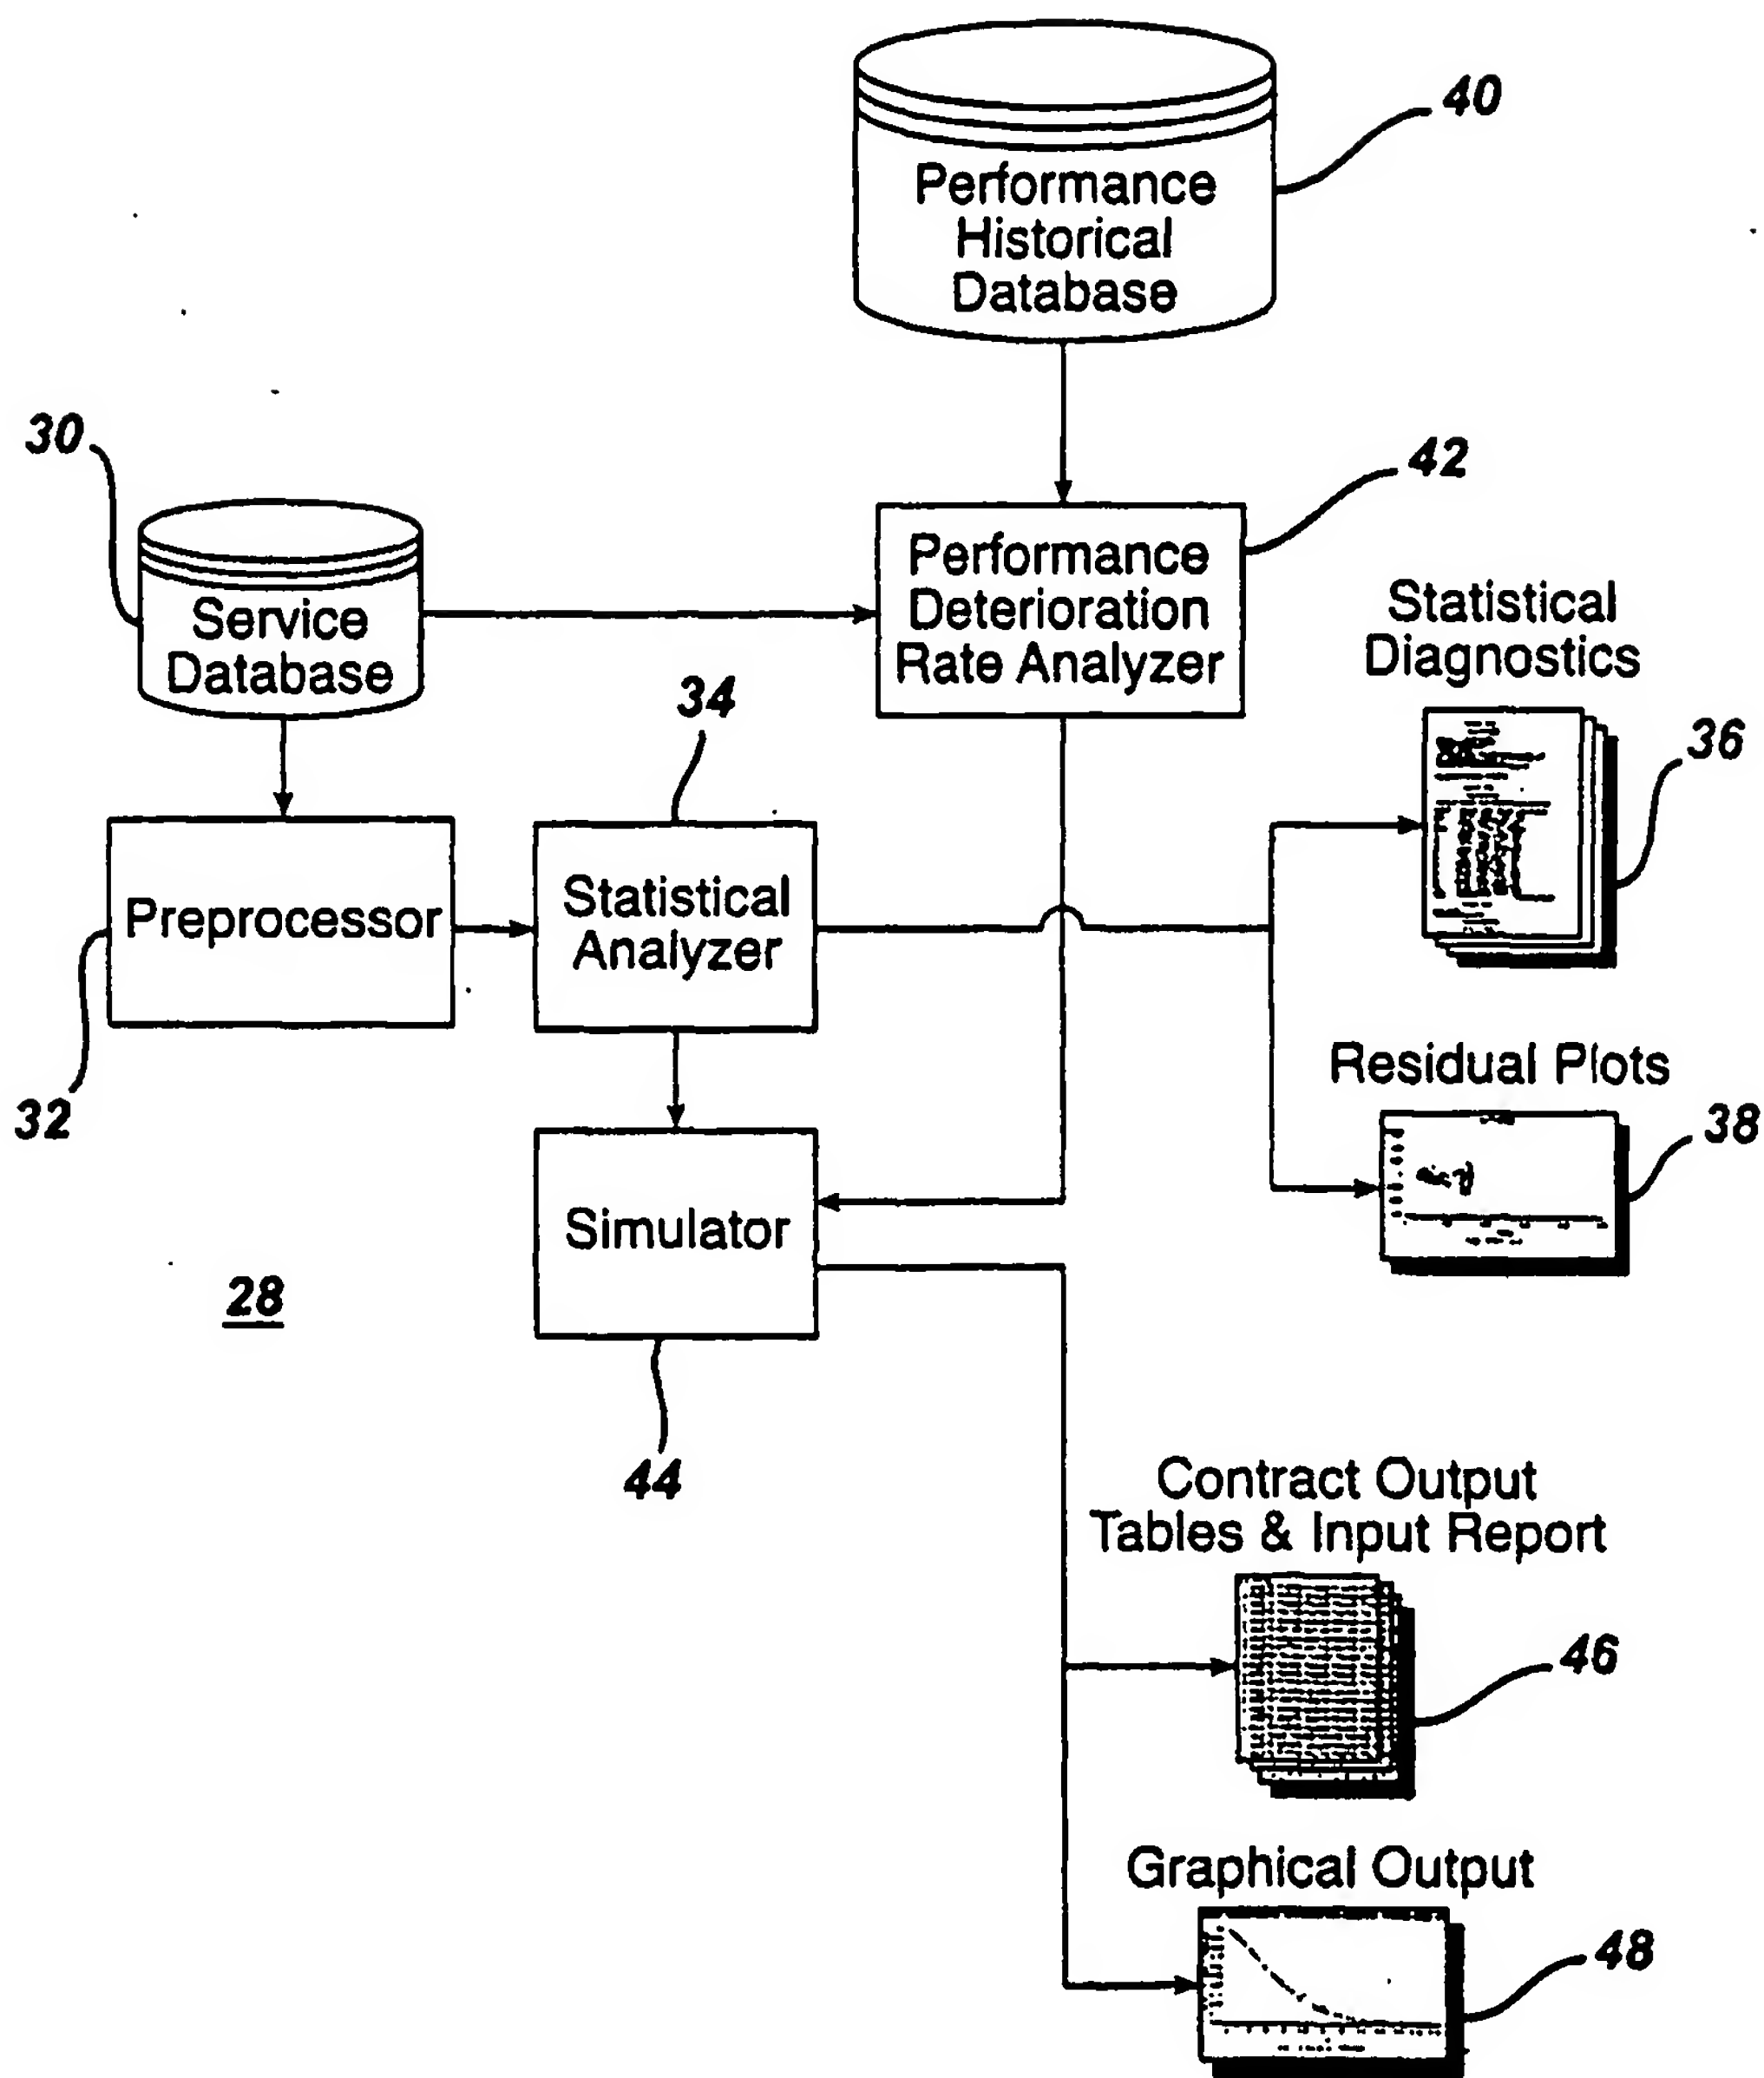 40
Performance
Historical
Database
30
42
Performance
Deterioration
Rate Analyzer
Service
Database
Statistical
Diagnostics
34
36
Preprocessor
Statistical
Analyzer
32
Residual Plots
38
Simulator
28
44
Contract Output
Tables & Input Report
46
Graphical Output
48